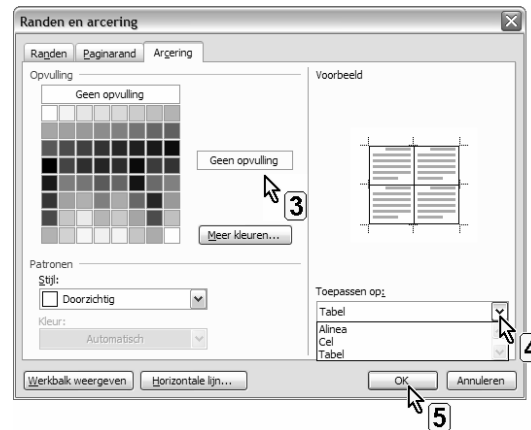 Randen en arcering
Randen Paginarand Arcering
Opvulling
Geen opvulling
Geen opvulling
3
Meer kleuren...
Patronen
Stijl:
Doorzichtig
Kleur:
Automatisch
Voorbeeld
Toepassen op:
Tabel
Alinea
Cel
Tabel
4
Werkbalk weergeven Horizontale lijn... OK Annuleren
5